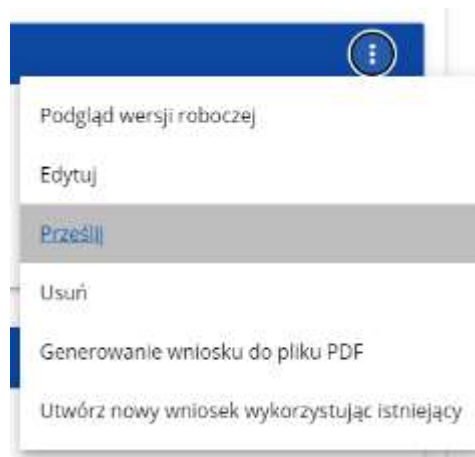 Podgląd wersji roboczej
Edytuj
Prześlij
Usuń
Generowanie wniosku do pliku PDF
Utwórz nowy wniosek wykorzystując istniejący